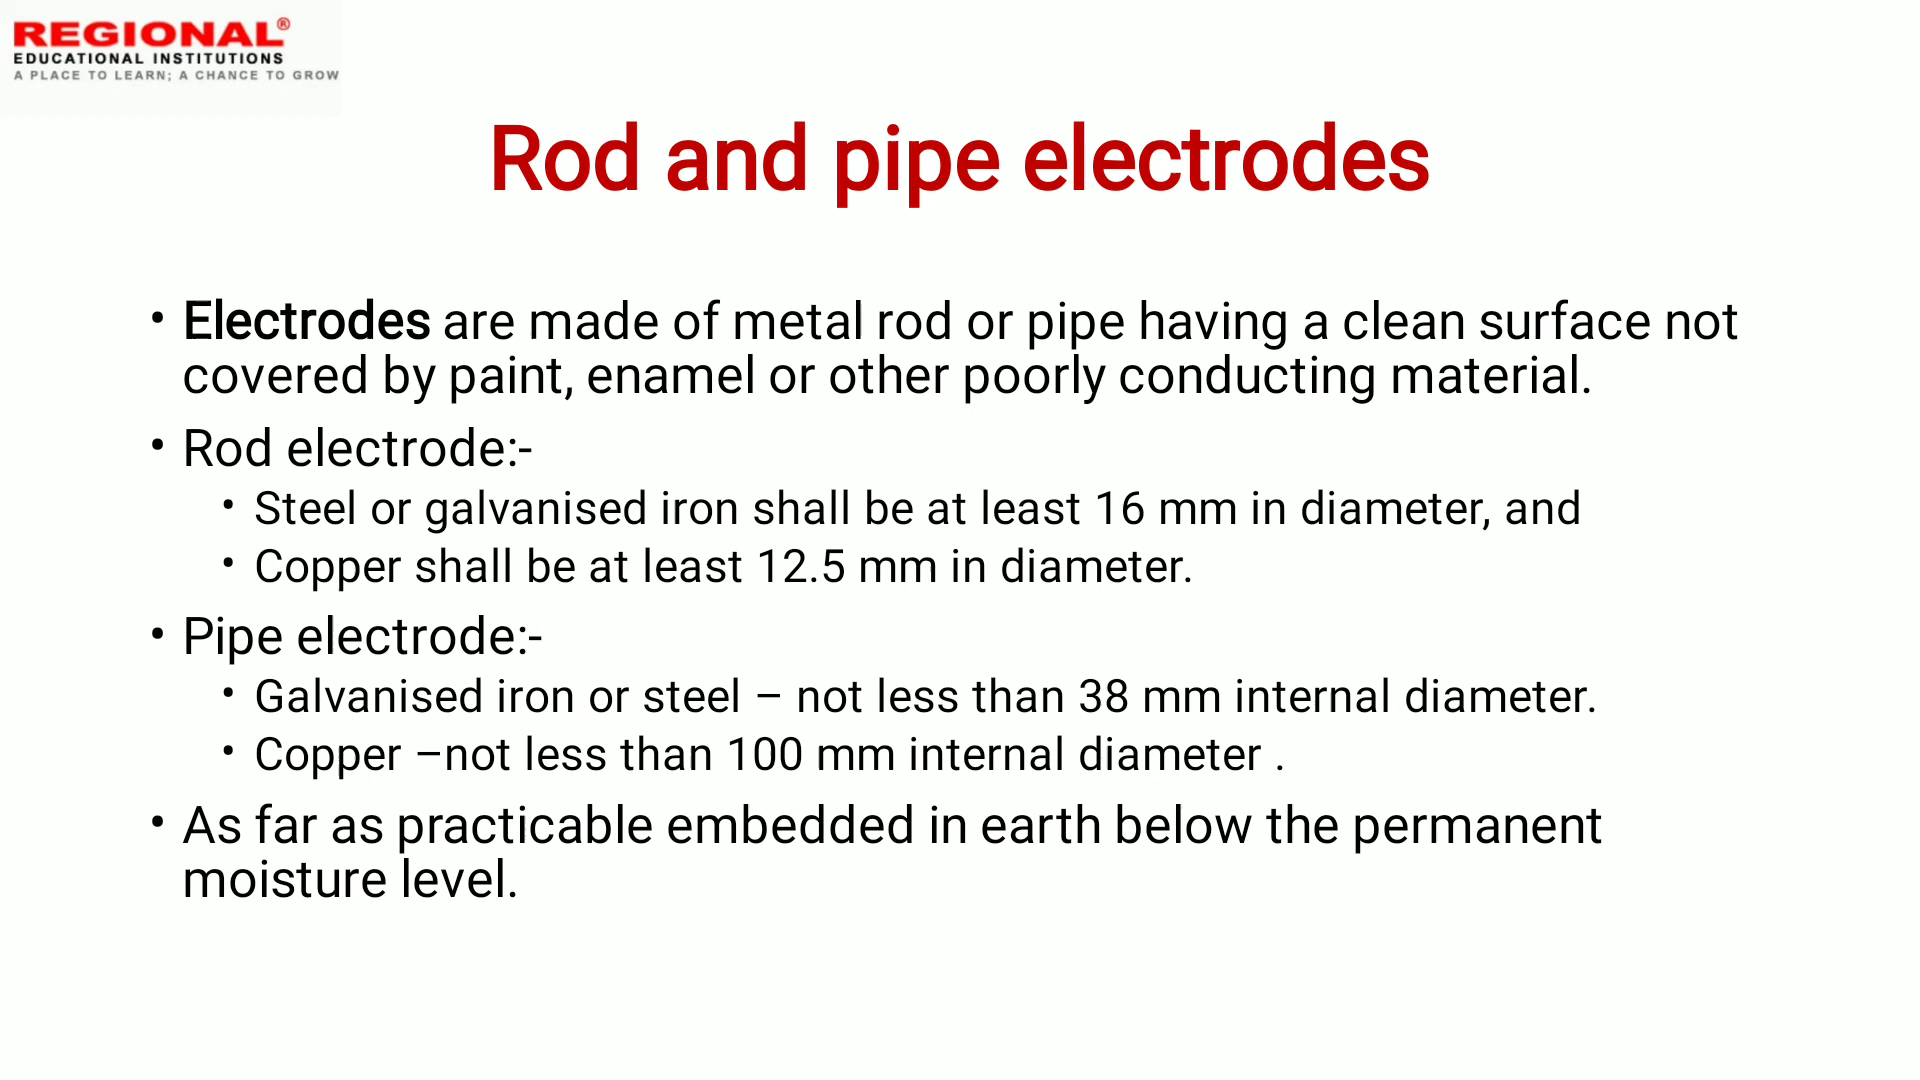 REGIONAL®
EDUCATIONAL INSTITUTIONS
A PLACE TO LEARN; A CHANCE TO GROW
Rod and pipe electrodes
• Electrodes are made of metal rod or pipe having a clean surface not
covered by paint, enamel or other poorly conducting material.
• Rod electrode:-
• Steel or galvanised iron shall be at least 16 mm in diameter, and
• Copper shall be at least 12.5 mm in diameter.
• Pipe electrode:-
• Galvanised iron or steel – not less than 38 mm internal diameter.
• Copper –not less than 100 mm internal diameter .
• As far as practicable embedded in earth below the permanent
moisture level.